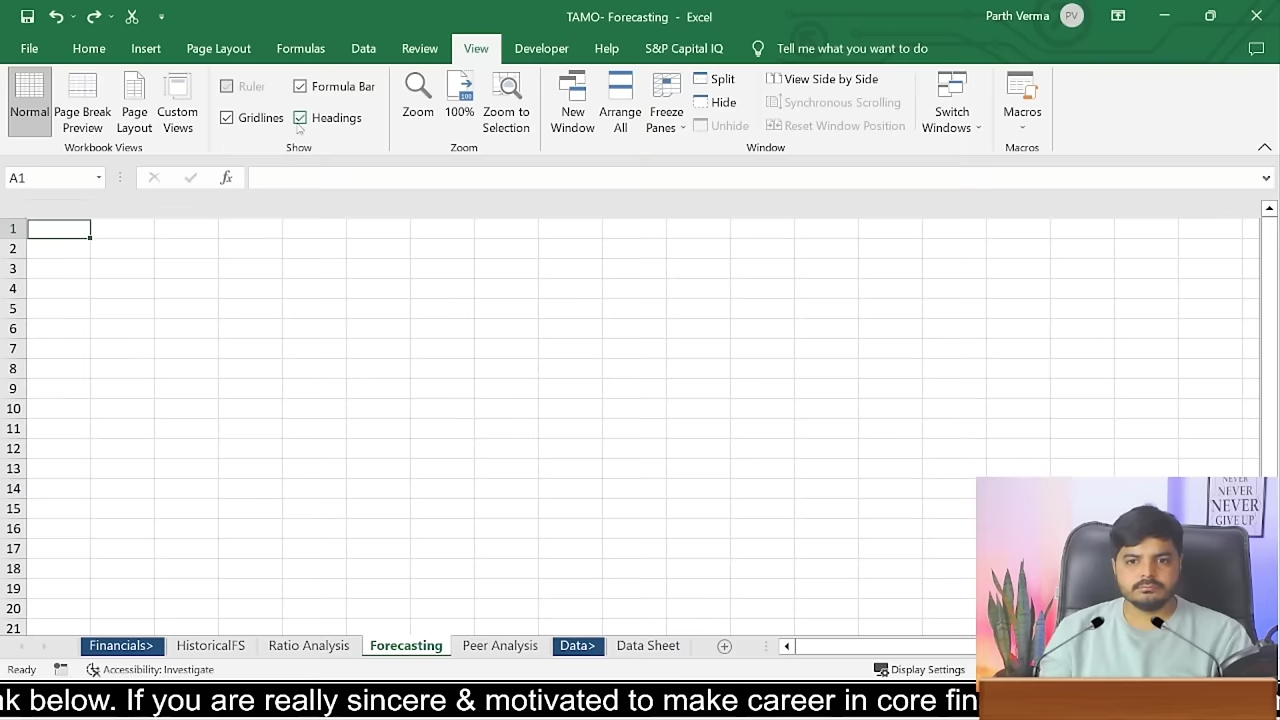 TAMO- Forecasting - Excel
Parth Verma PV
File Home Insert Page Layout Formulas Data Review View Developer Help S&P Capital IQ Tell me what you want to do
Normal
Page Break Preview
Page Layout
Custom Views
Workbook Views
Ruler
Formula Bar
Gridlines
Headings
Show
Zoom
100%
Zoom to Selection
Zoom
New Window
Arrange All
Freeze Panes
Split
Hide
Unhide
View Side by Side
Synchronous Scrolling
Reset Window Position
Window
Switch Windows
Macros
Macros
A1
fx
1
2
3
4
5
6
7
8
9
10
11
12
13
14
15
16
17
18
19
20
21
NEVER
NEVER
NEVER
GIVE UP
Financials> HistoricalFS Ratio Analysis Forecasting Peer Analysis Data> Data Sheet
Ready Accessibility: Investigate Display Settings
nk below. If you are really sincere & motivated to make career in core fin